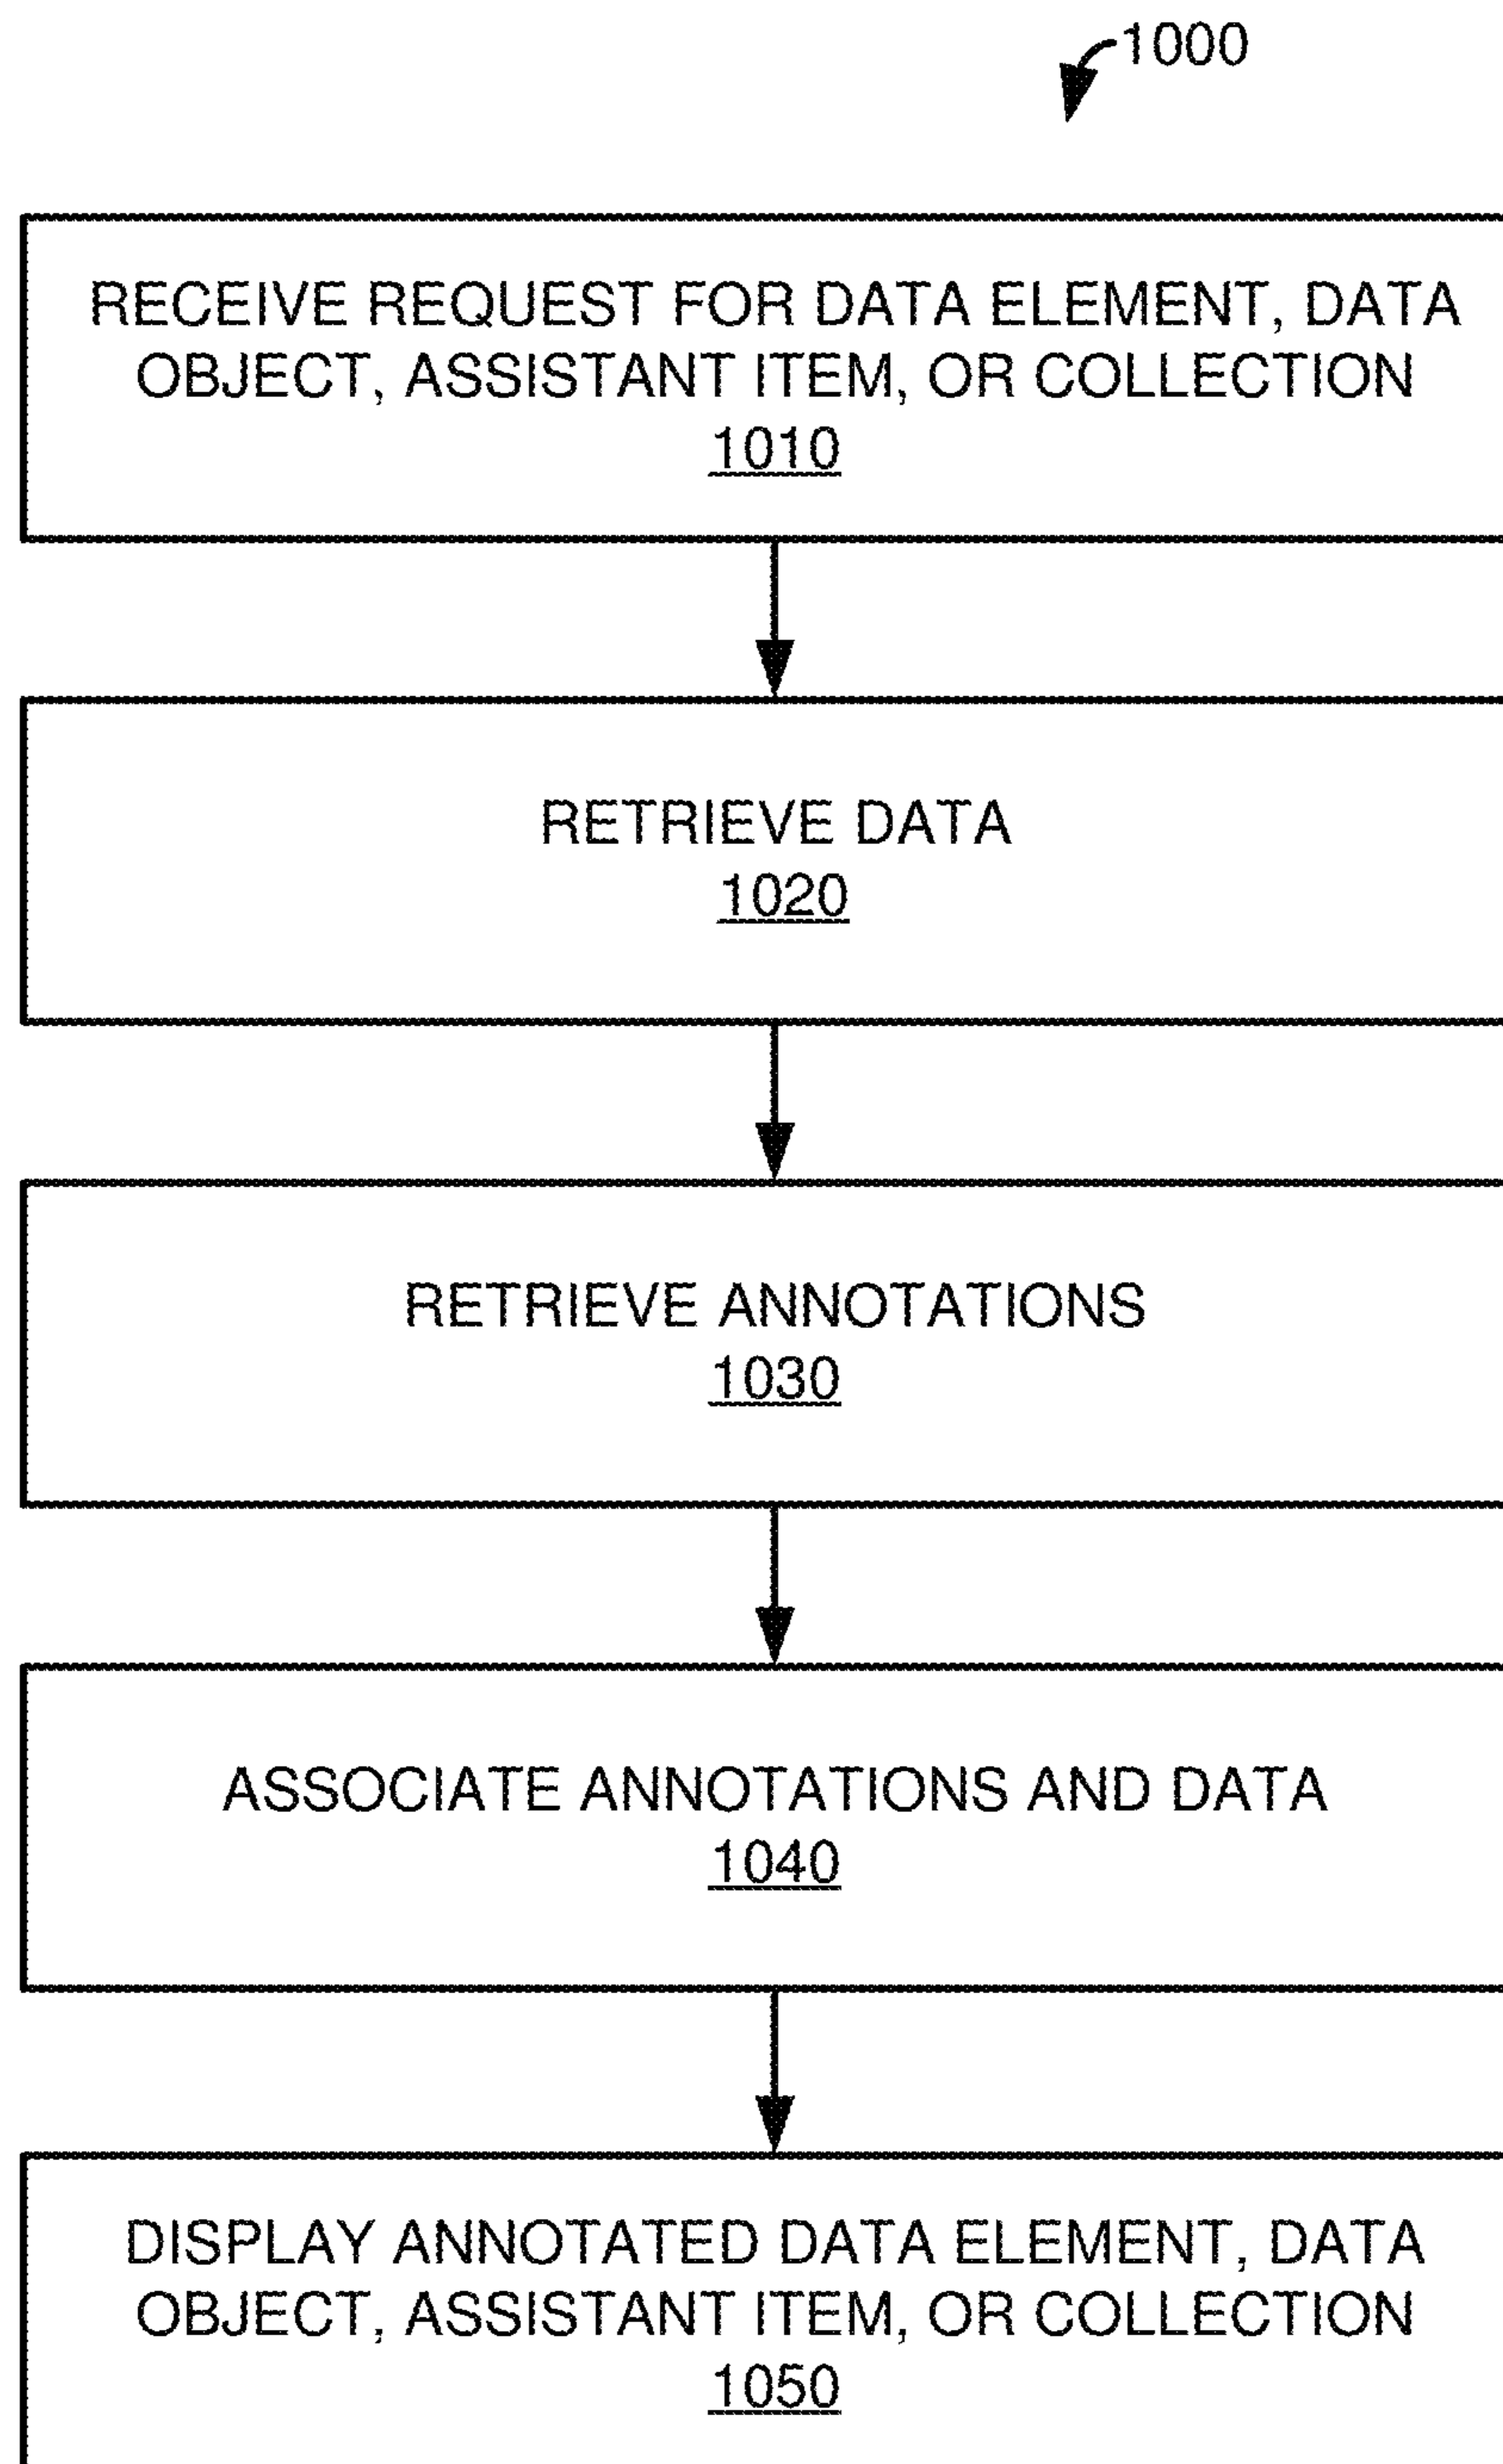 1000
RECEIVE REQUEST FOR DATA ELEMENT, DATA
OBJECT, ASSISTANT ITEM, OR COLLECTION
1010
RETRIEVE DATA
1020
RETRIEVE ANNOTATIONS
1030
ASSOCIATE ANNOTATIONS AND DATA
1040
DISPLAY ANNOTATED DATA ELEMENT, DATA
OBJECT, ASSISTANT ITEM, OR COLLECTION
1050